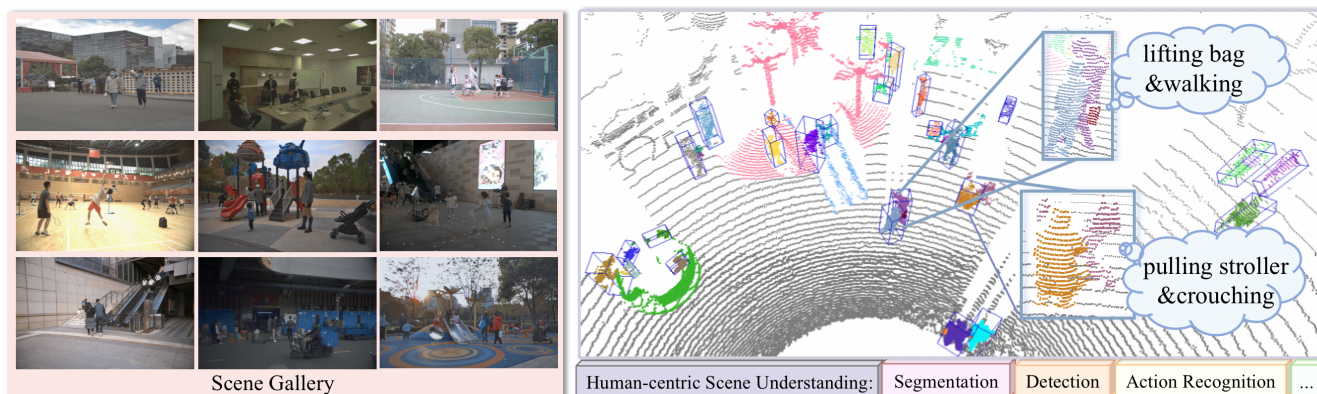 Scene Gallery
lifting bag
&walking
pulling stroller
&crouching
Human-centric Scene Understanding:
Segmentation
Detection
Action Recognition
...